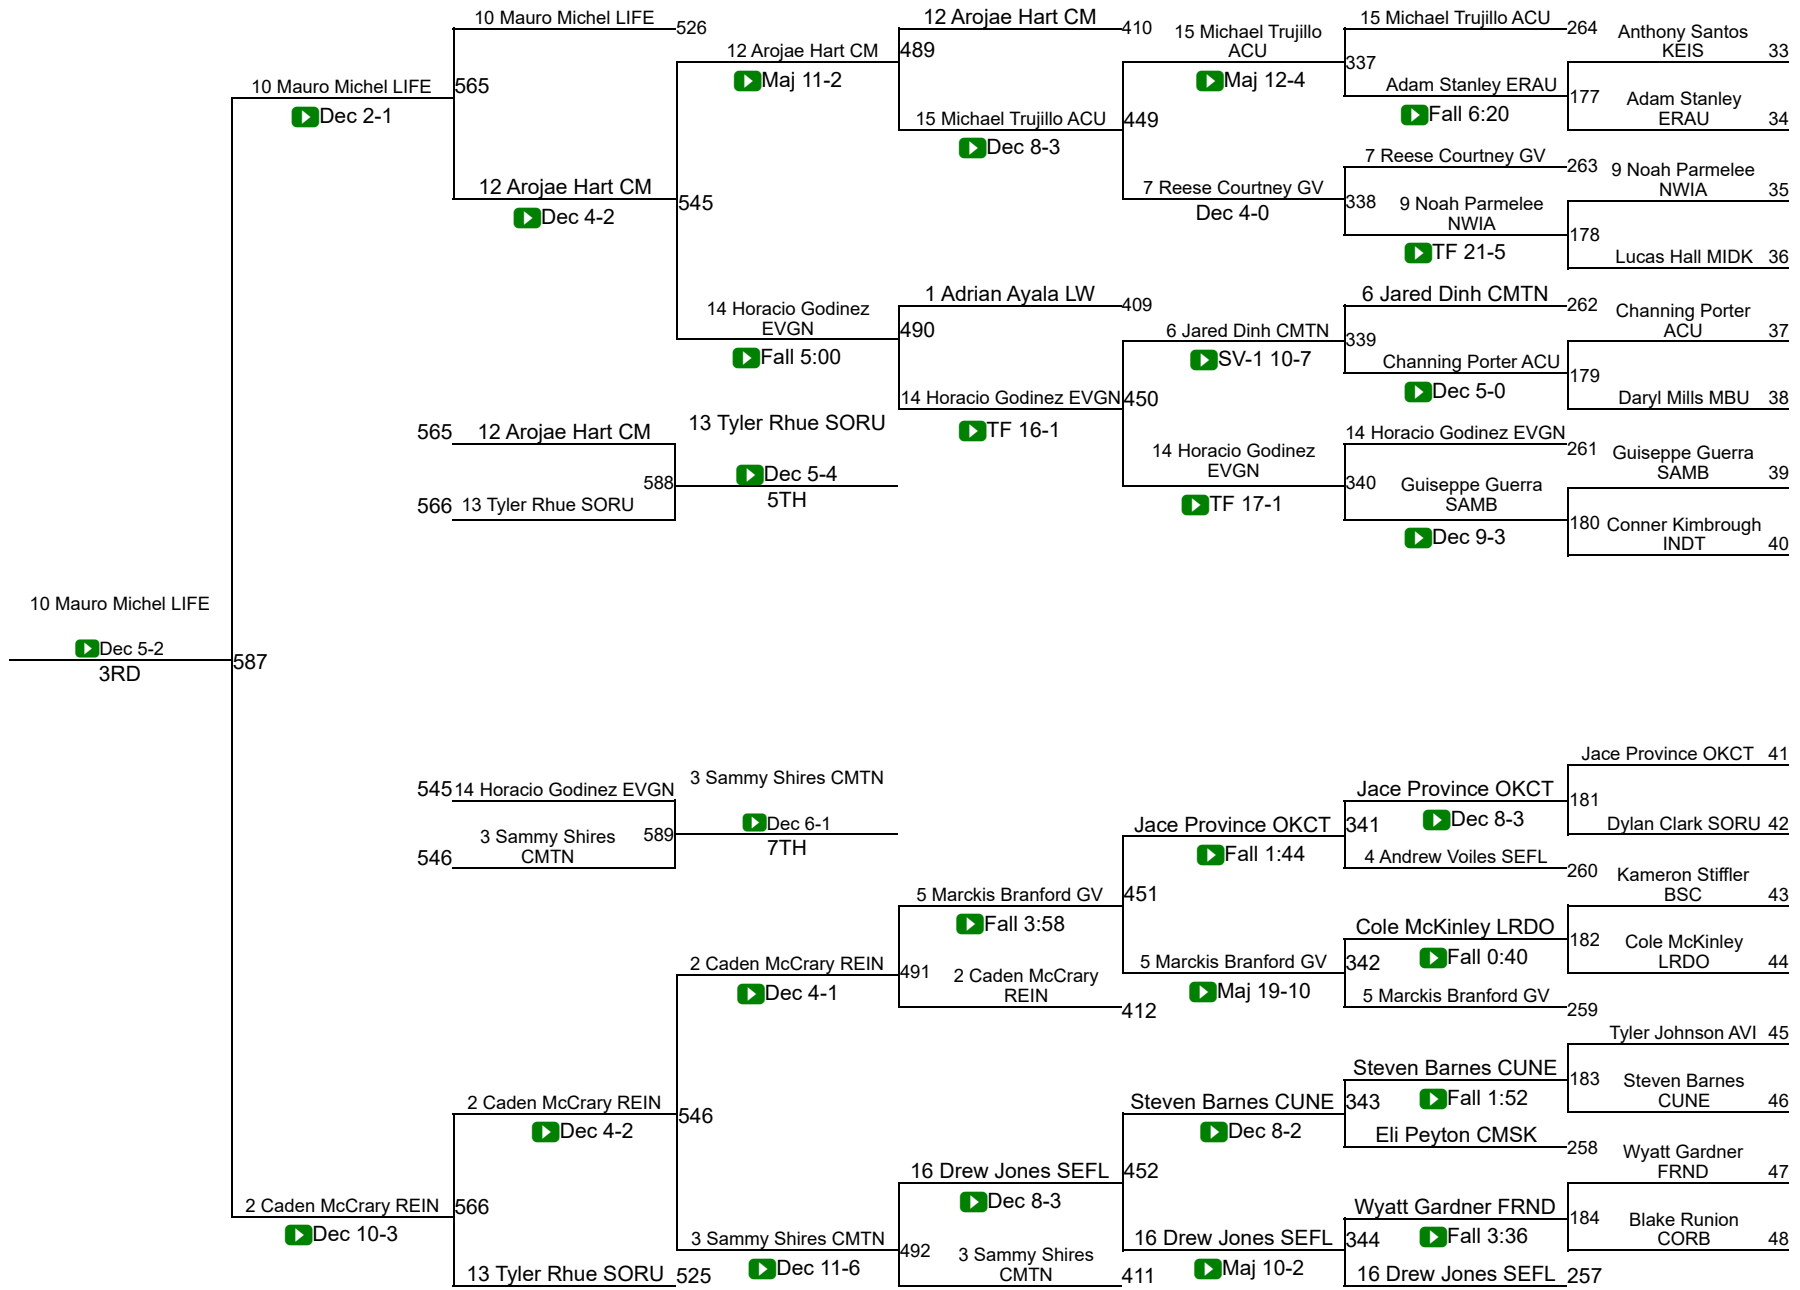 10 Mauro Michel LIFE
526
12 Arojae Hart CM
410
15 Michael Trujillo
ACU
15 Michael Trujillo ACU
264
Anthony Santos
KEIS
33
12 Arojae Hart CM
489
Maj 11-2
Maj 12-4
337
Adam Stanley ERAU
177
Fall 6:20
Adam Stanley
ERAU
34
10 Mauro Michel LIFE
565
Dec 2-1
15 Michael Trujillo ACU
449
Dec 8-3
7 Reese Courtney GV
263
9 Noah Parmelee
NWIA
35
12 Arojae Hart CM
545
Dec 4-2
7 Reese Courtney GV
338
Dec 4-0
9 Noah Parmelee
NWIA
178
TF 21-5
Lucas Hall MIDK
36
1 Adrian Ayala LW
409
6 Jared Dinh CMTN
262
Channing Porter
ACU
37
14 Horacio Godinez
EVGN
490
Fall 5:00
6 Jared Dinh CMTN
339
SV-1 10-7
Channing Porter ACU
179
Dec 5-0
Daryl Mills MBU
38
14 Horacio Godinez EVGN
450
TF 16-1
565
12 Arojae Hart CM
13 Tyler Rhue SORU
14 Horacio Godinez EVGN
261
Guiseppe Guerra
SAMB
39
14 Horacio Godinez
EVGN
340
TF 17-1
588
Dec 5-4
5TH
566
13 Tyler Rhue SORU
Guiseppe Guerra
SAMB
180
Dec 9-3
Conner Kimbrough
INDT
40
10 Mauro Michel LIFE
Dec 5-2
3RD
587
Jace Province OKCT
41
545
14 Horacio Godinez EVGN
3 Sammy Shires CMTN
Jace Province OKCT
181
Dec 8-3
Dylan Clark SORU
42
589
Dec 6-1
7TH
546
3 Sammy Shires
CMTN
Jace Province OKCT
341
Fall 1:44
4 Andrew Voiles SEFL
260
Kameron Stiffler
BSC
43
5 Marckis Branford GV
451
Fall 3:58
Cole McKinley LRDO
182
Fall 0:40
Cole McKinley
LRDO
44
2 Caden McCrary REIN
491
Dec 4-1
2 Caden McCrary
REIN
412
5 Marckis Branford GV
342
Maj 19-10
5 Marckis Branford GV
259
Tyler Johnson AVI
45
Steven Barnes CUNE
183
Fall 1:52
Steven Barnes
CUNE
46
2 Caden McCrary REIN
546
Dec 4-2
Steven Barnes CUNE
343
Dec 8-2
Eli Peyton CMSK
258
Wyatt Gardner
FRND
47
16 Drew Jones SEFL
452
Dec 8-3
2 Caden McCrary REIN
566
Dec 10-3
Wyatt Gardner FRND
184
Fall 3:36
Blake Runion
CORB
48
3 Sammy Shires CMTN
492
Dec 11-6
3 Sammy Shires
CMTN
411
16 Drew Jones SEFL
344
Maj 10-2
13 Tyler Rhue SORU
525
16 Drew Jones SEFL
257